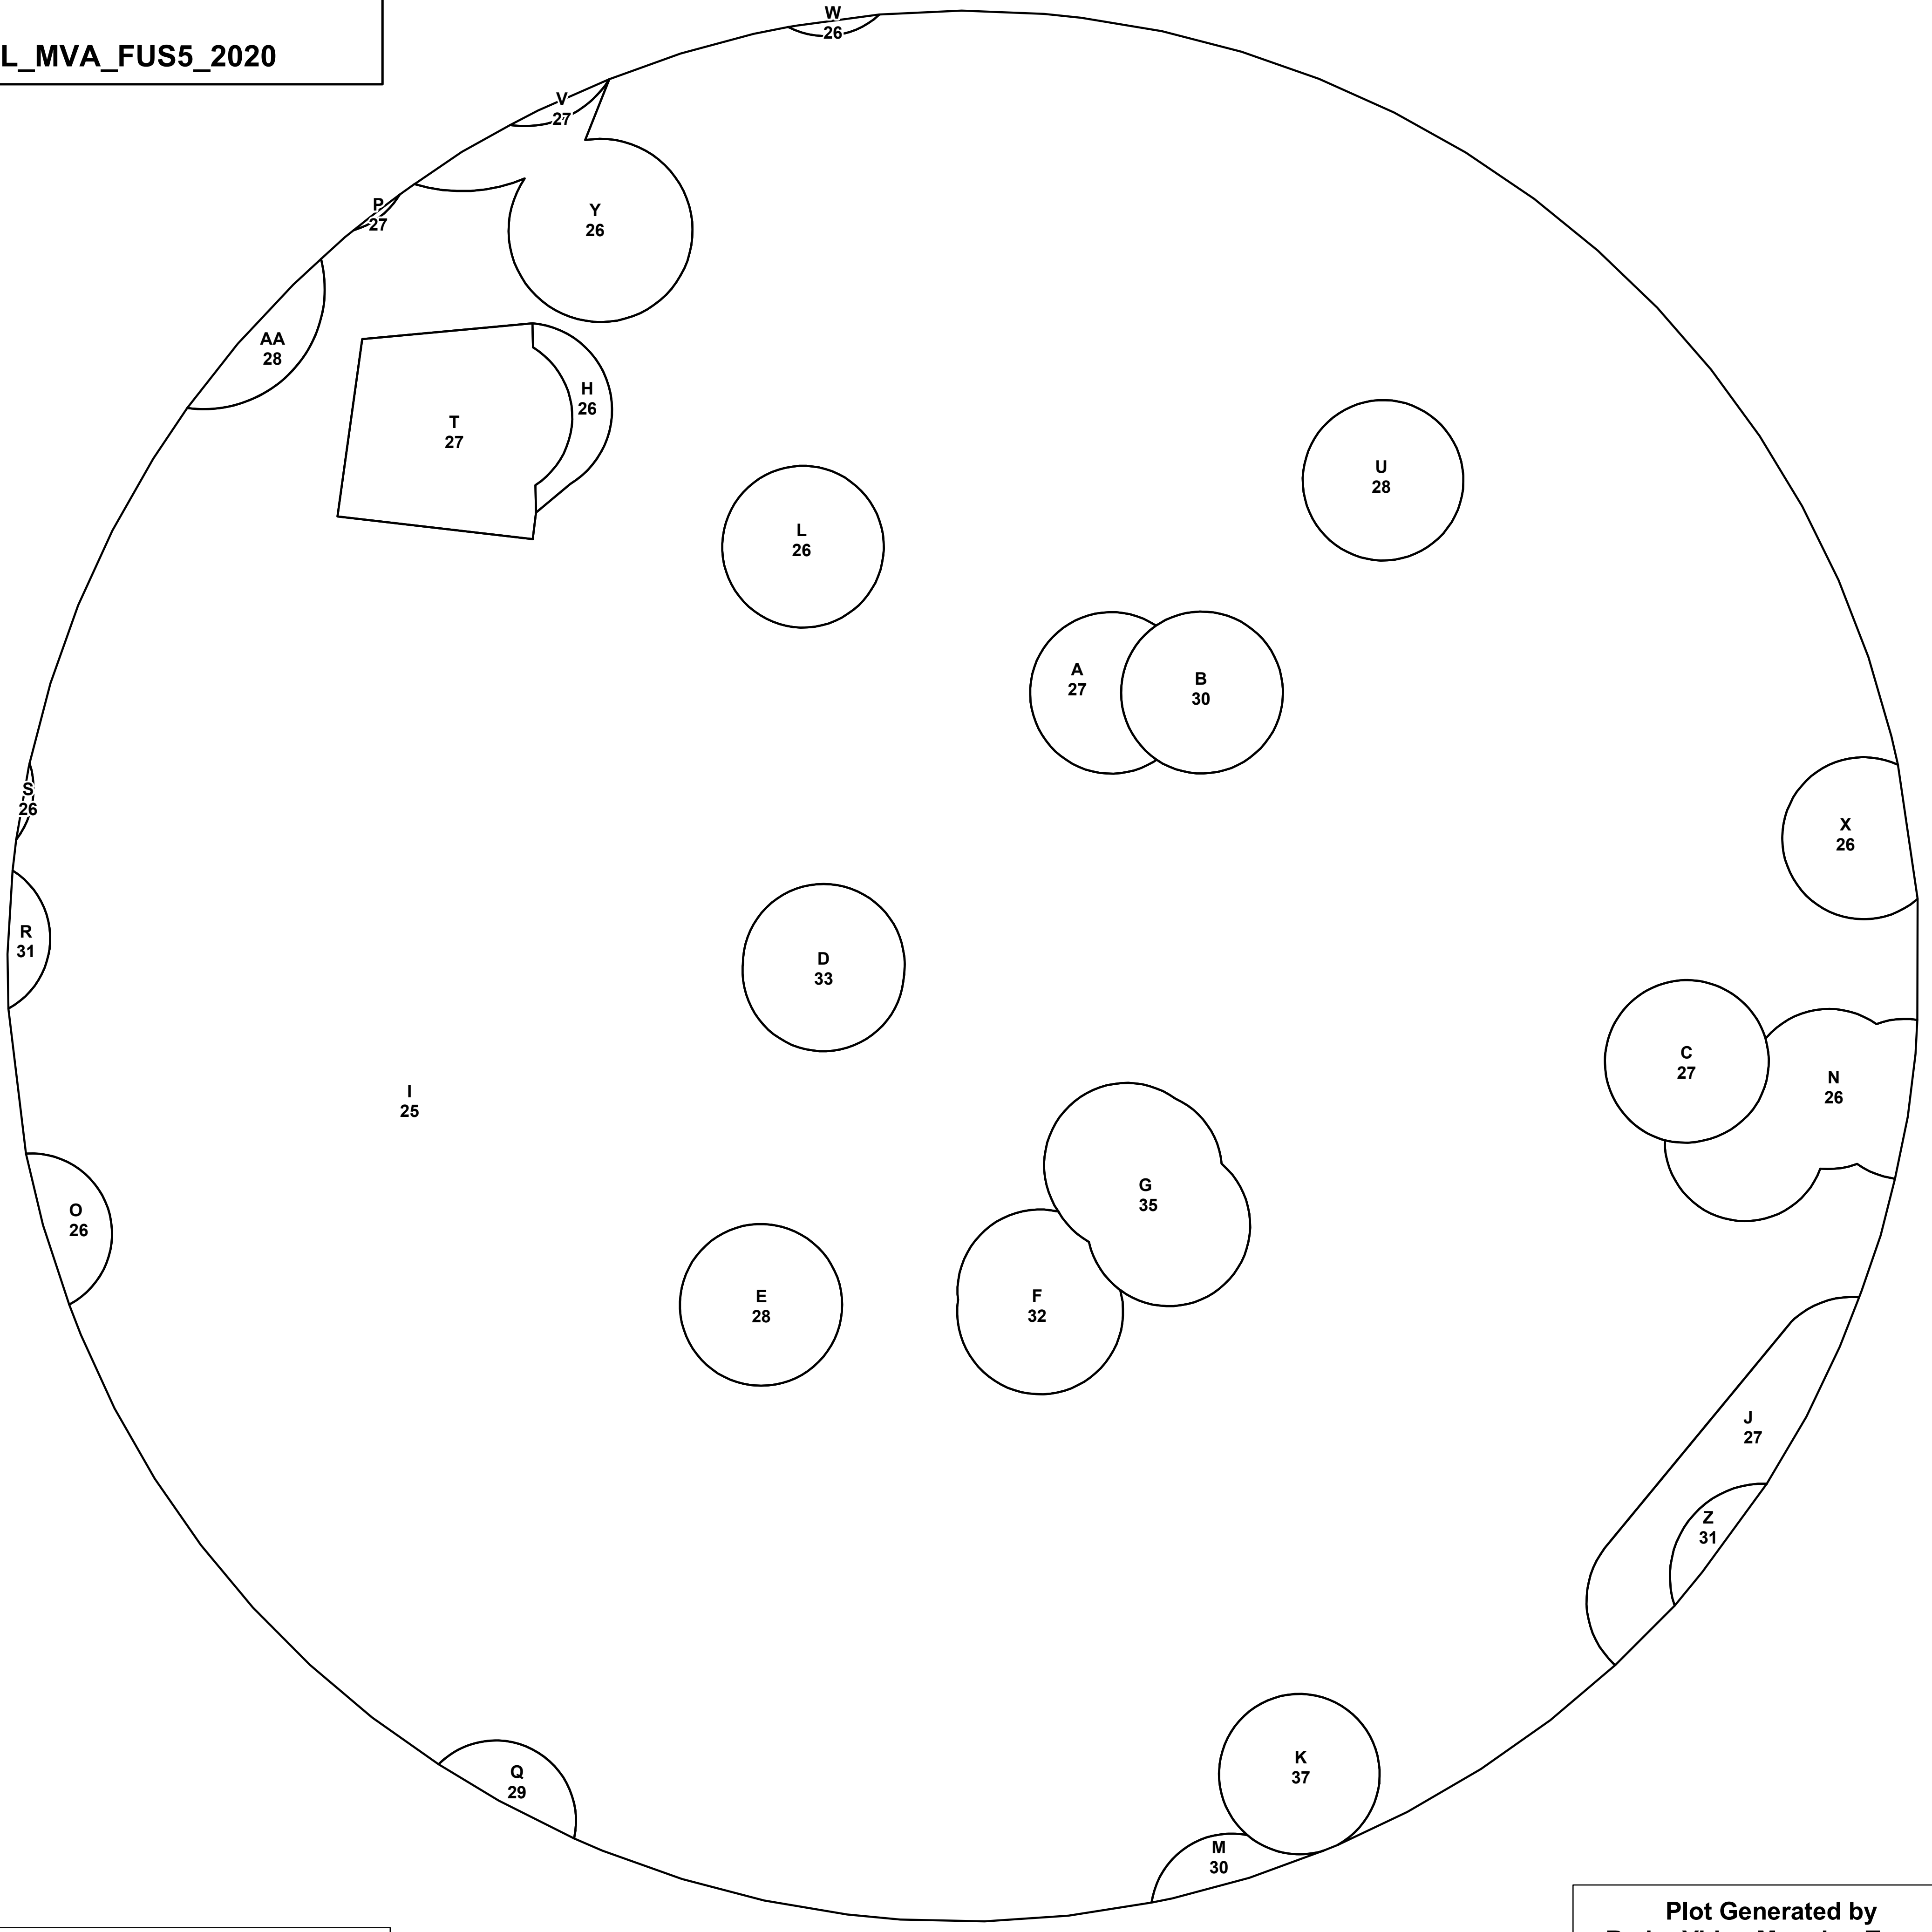 W
26
L_MVA_FUS5_2020
V
27
P
27
Y
26
AA
28
H
26
T
27
U
28
L
26
A
27
B
30
S
26
X
26
R
31
D
33
C
27
N
26
I
25
G
35
O
26
E
28
F
32
J
27
Z
31
K
37
Q
29
M
30
Plot Generated by